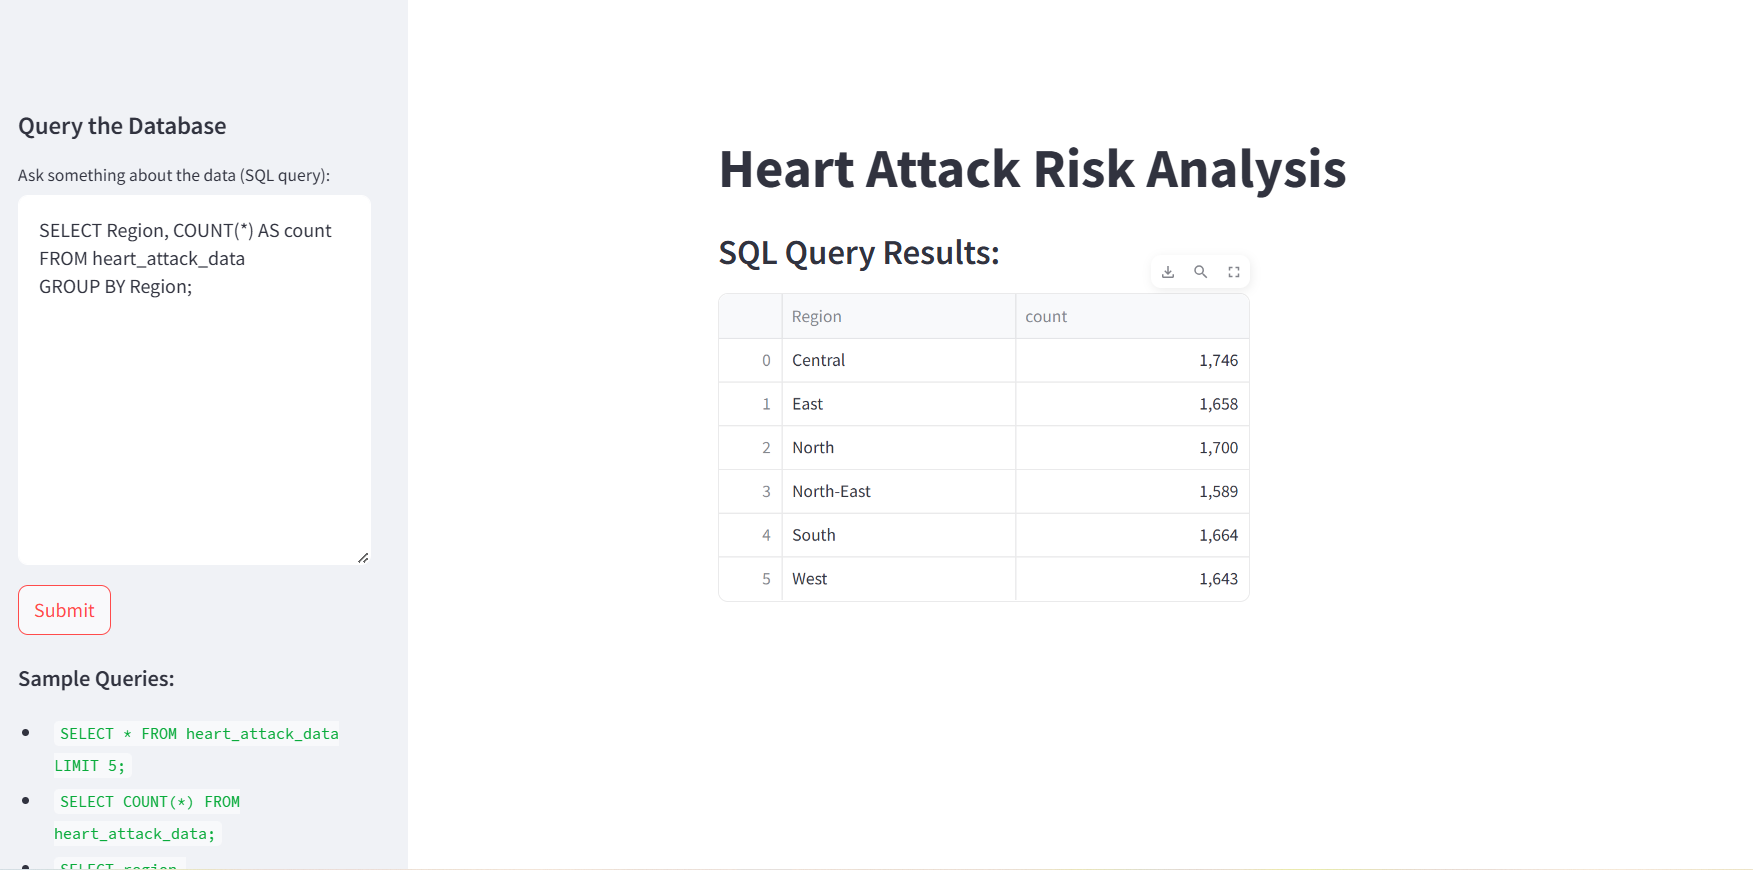 Query the Database
Ask something about the data (SQL query):
SELECT Region, COUNT(*) AS count
FROM heart_attack_data
GROUP BY Region;
Submit
Sample Queries:
SELECT * FROM heart_attack_data
LIMIT 5;
SELECT COUNT(*) FROM
heart_attack_data;
SELECT region,
Heart Attack Risk Analysis
SQL Query Results:
Region count
0 Central 1,746
1 East 1,658
2 North 1,700
3 North-East 1,589
4 South 1,664
5 West 1,643